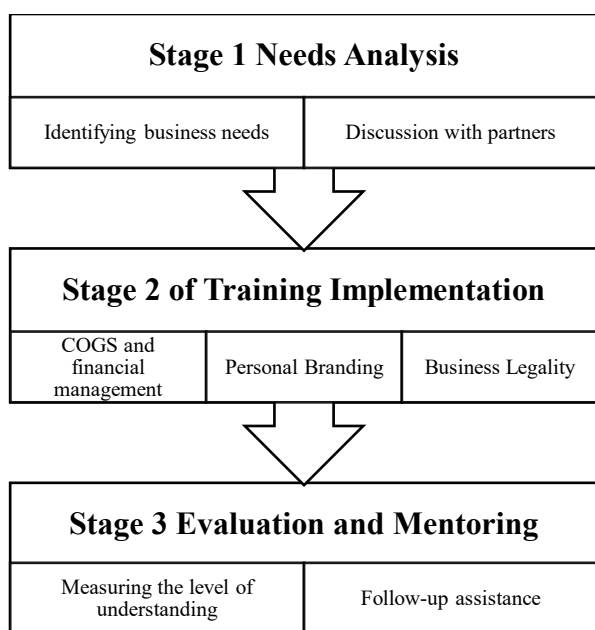 Stage 1 Needs Analysis
Identifying business needs
Discussion with partners
Stage 2 of Training Implementation
COGS and
financial
management
Personal Branding
Business Legality
Stage 3 Evaluation and Mentoring
Measuring the level of
understanding
Follow-up assistance